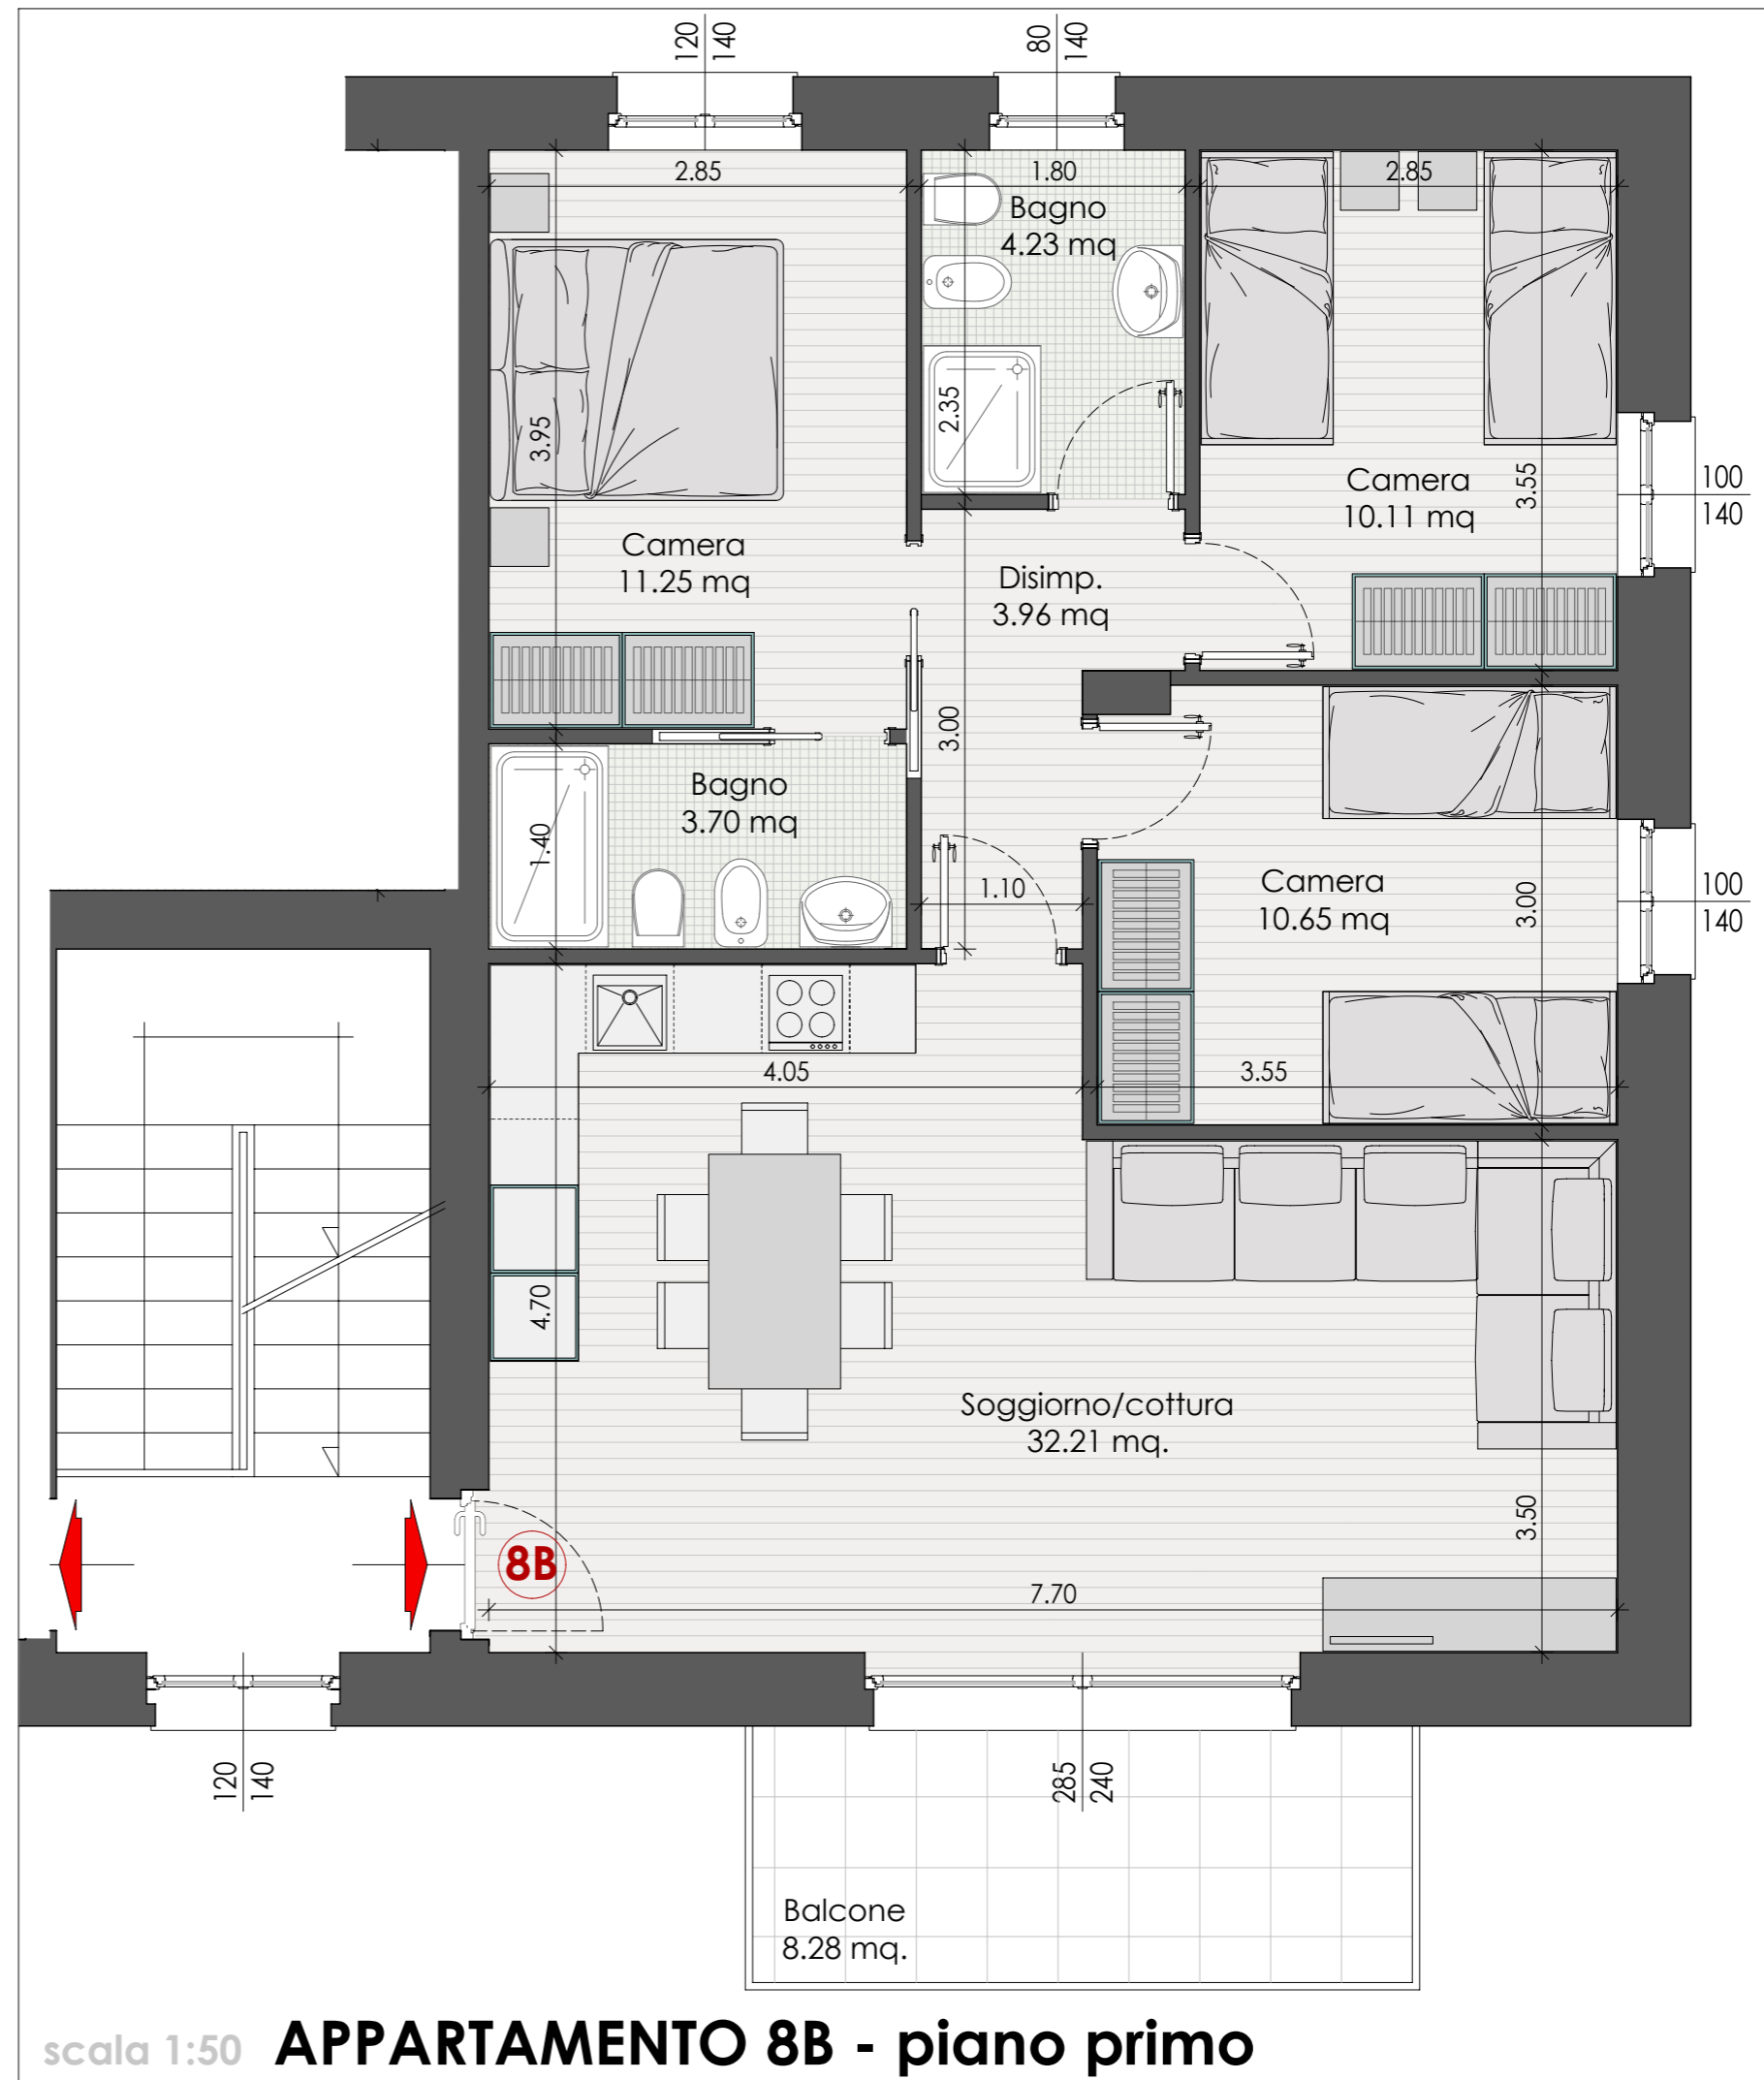 120
140
80
140
2.85
1.80
2.85
Bagno
4.23 mq
3.95
2.35
3.55
Camera
10.11 mq
100
140
Camera
11.25 mq
Disimp.
3.96 mq
3.00
Bagno
3.70 mq
1.40
1.10
Camera
10.65 mq
3.00
100
140
4.05
3.55
4.70
Soggiorno/cottura
32.21 mq.
3.50
8B
7.70
120
140
285
240
Balcone
8.28 mq.
scala 1:50 APPARTAMENTO 8B - piano primo